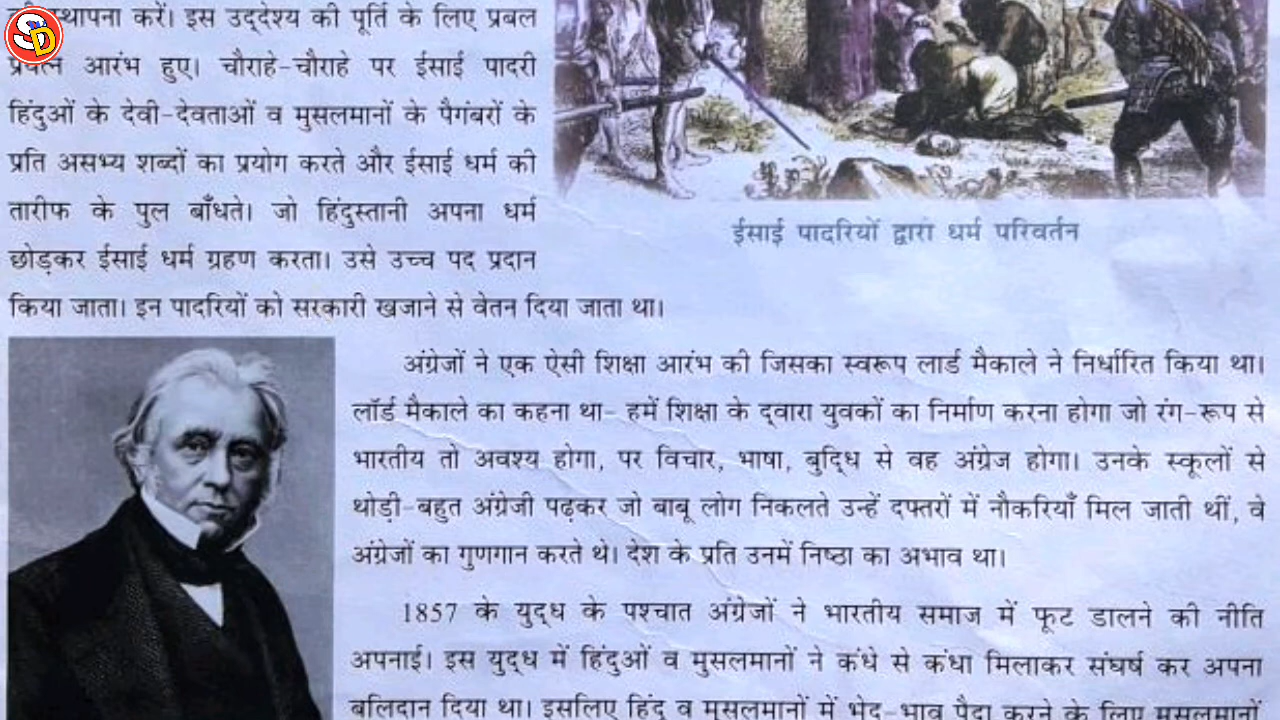 स्थापना करें। इस उद्देश्य की पूर्ति के लिए प्रबल
प्रयत्न आरंभ हुए। चौराहे-चौराहे पर ईसाई पादरी
हिंदुओं के देवी-देवताओं व मुसलमानों के पैगंबरों के
प्रति असभ्य शब्दों का प्रयोग करते और ईसाई धर्म की
तारीफ के पुल बाँधते। जो हिंदुस्तानी अपना धर्म
छोड़कर ईसाई धर्म ग्रहण करता। उसे उच्च पद प्रदान
किया जाता। इन पादरियों को सरकारी खजाने से वेतन दिया जाता था।
ईसाई पादरियों द्वारा धर्म परिवर्तन
अंग्रेजों ने एक ऐसी शिक्षा आरंभ की जिसका स्वरूप लार्ड मैकाले ने निर्धारित किया था।
लॉर्ड मैकाले का कहना था- हमें शिक्षा के द्वारा युवकों का निर्माण करना होगा जो रंग-रूप से
भारतीय तो अवश्य होगा, पर विचार, भाषा, बुद्धि से वह अंग्रेज होगा। उनके स्कूलों से
थोड़ी-बहुत अंग्रेजी पढ़कर जो बाबू लोग निकलते उन्हें दफ्तरों में नौकरियाँ मिल जाती थीं, वे
अंग्रेजों का गुणगान करते थे। देश के प्रति उनमें निष्ठा का अभाव था।
1857 के युद्ध के पश्चात अंग्रेजों ने भारतीय समाज में फूट डालने की नीति
अपनाई। इस युद्ध में हिंदुओं व मुसलमानों ने कंधे से कंधा मिलाकर संघर्ष कर अपना
बलिदान दिया था। इसलिए हिंदू व मुसलमानों में भेद-भाव पैदा करने के लिए मुसलमानों
SD